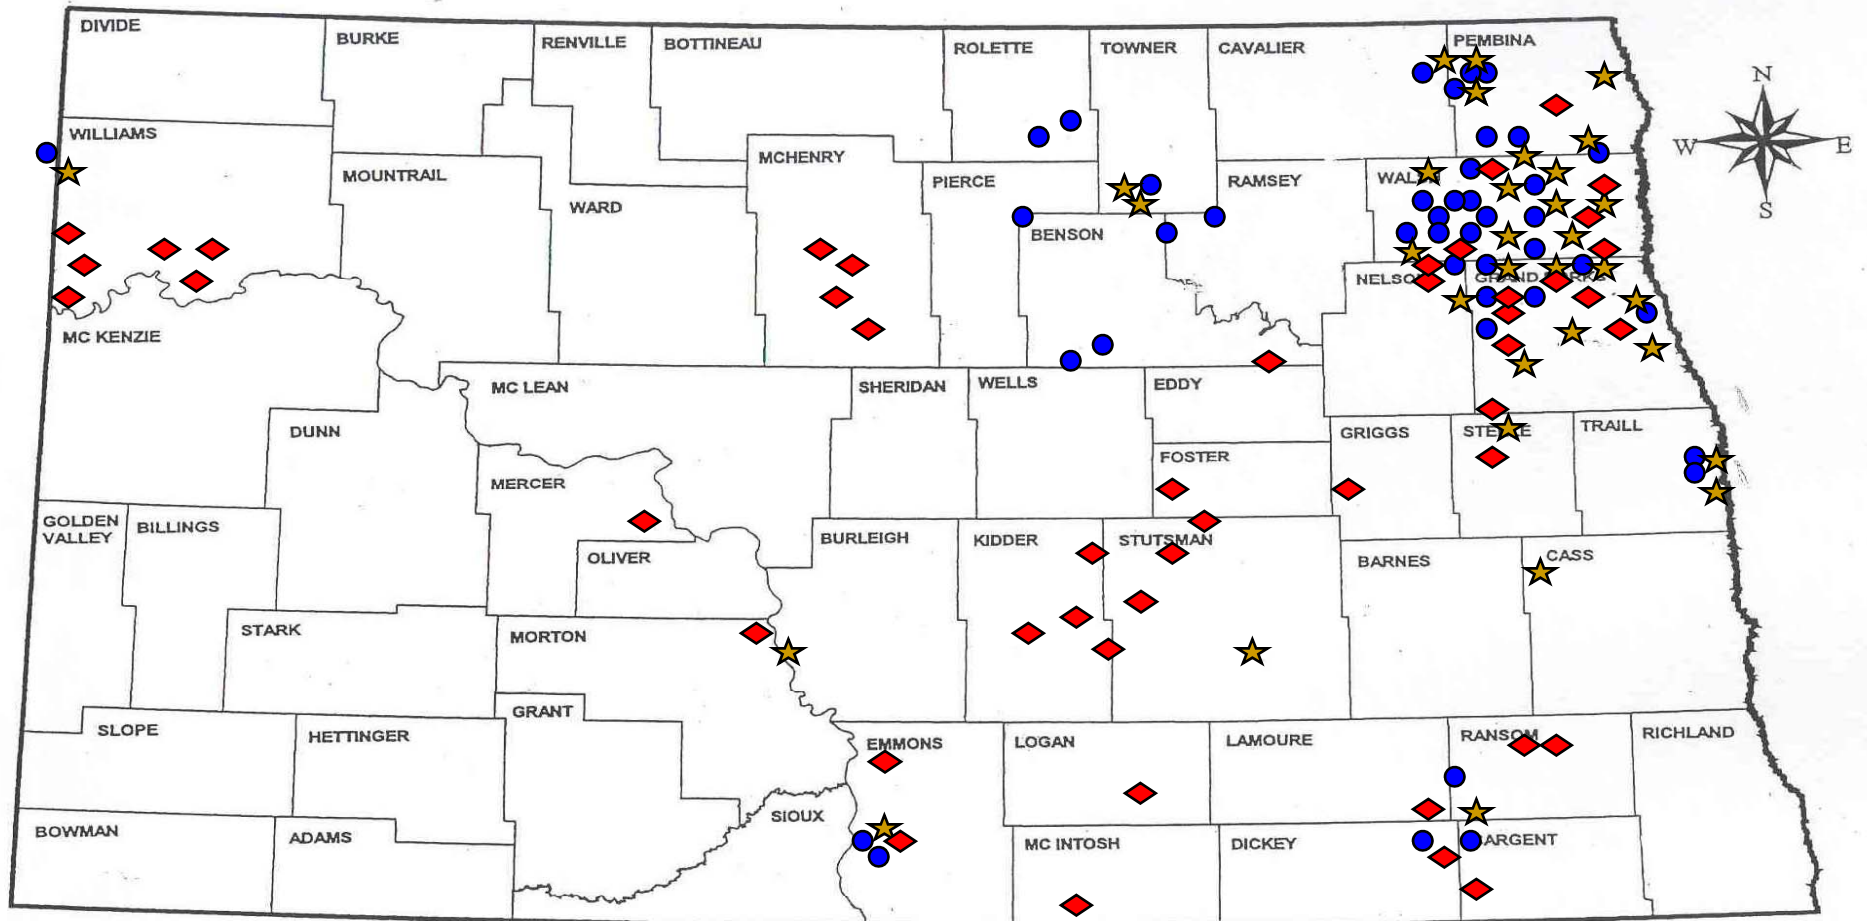 DIVIDE
BURKE
RENVILLE
BOTTINEAU
ROLETTE
TOWNER
CAVALIER
PEMBINA
N
W
E
S
WILLIAMS
MOUNTRAIL
WARD
MCHENRY
PIERCE
BENSON
RAMSEY
MC KENZIE
MC LEAN
SHERIDAN
WELLS
EDDY
DUNN
MERCER
FOSTER
GRIGGS
TRAILL
GOLDEN
VALLEY
BILLINGS
OLIVER
BURLEIGH
KIDDER
STUTSMAN
BARNES
CASS
STARK
MORTON
GRANT
SLOPE
HETTINGER
EMMONS
LOGAN
LAMOURE
RANSOM
RICHLAND
BOWMAN
ADAMS
SIOUX
MC INTOSH
DICKEY